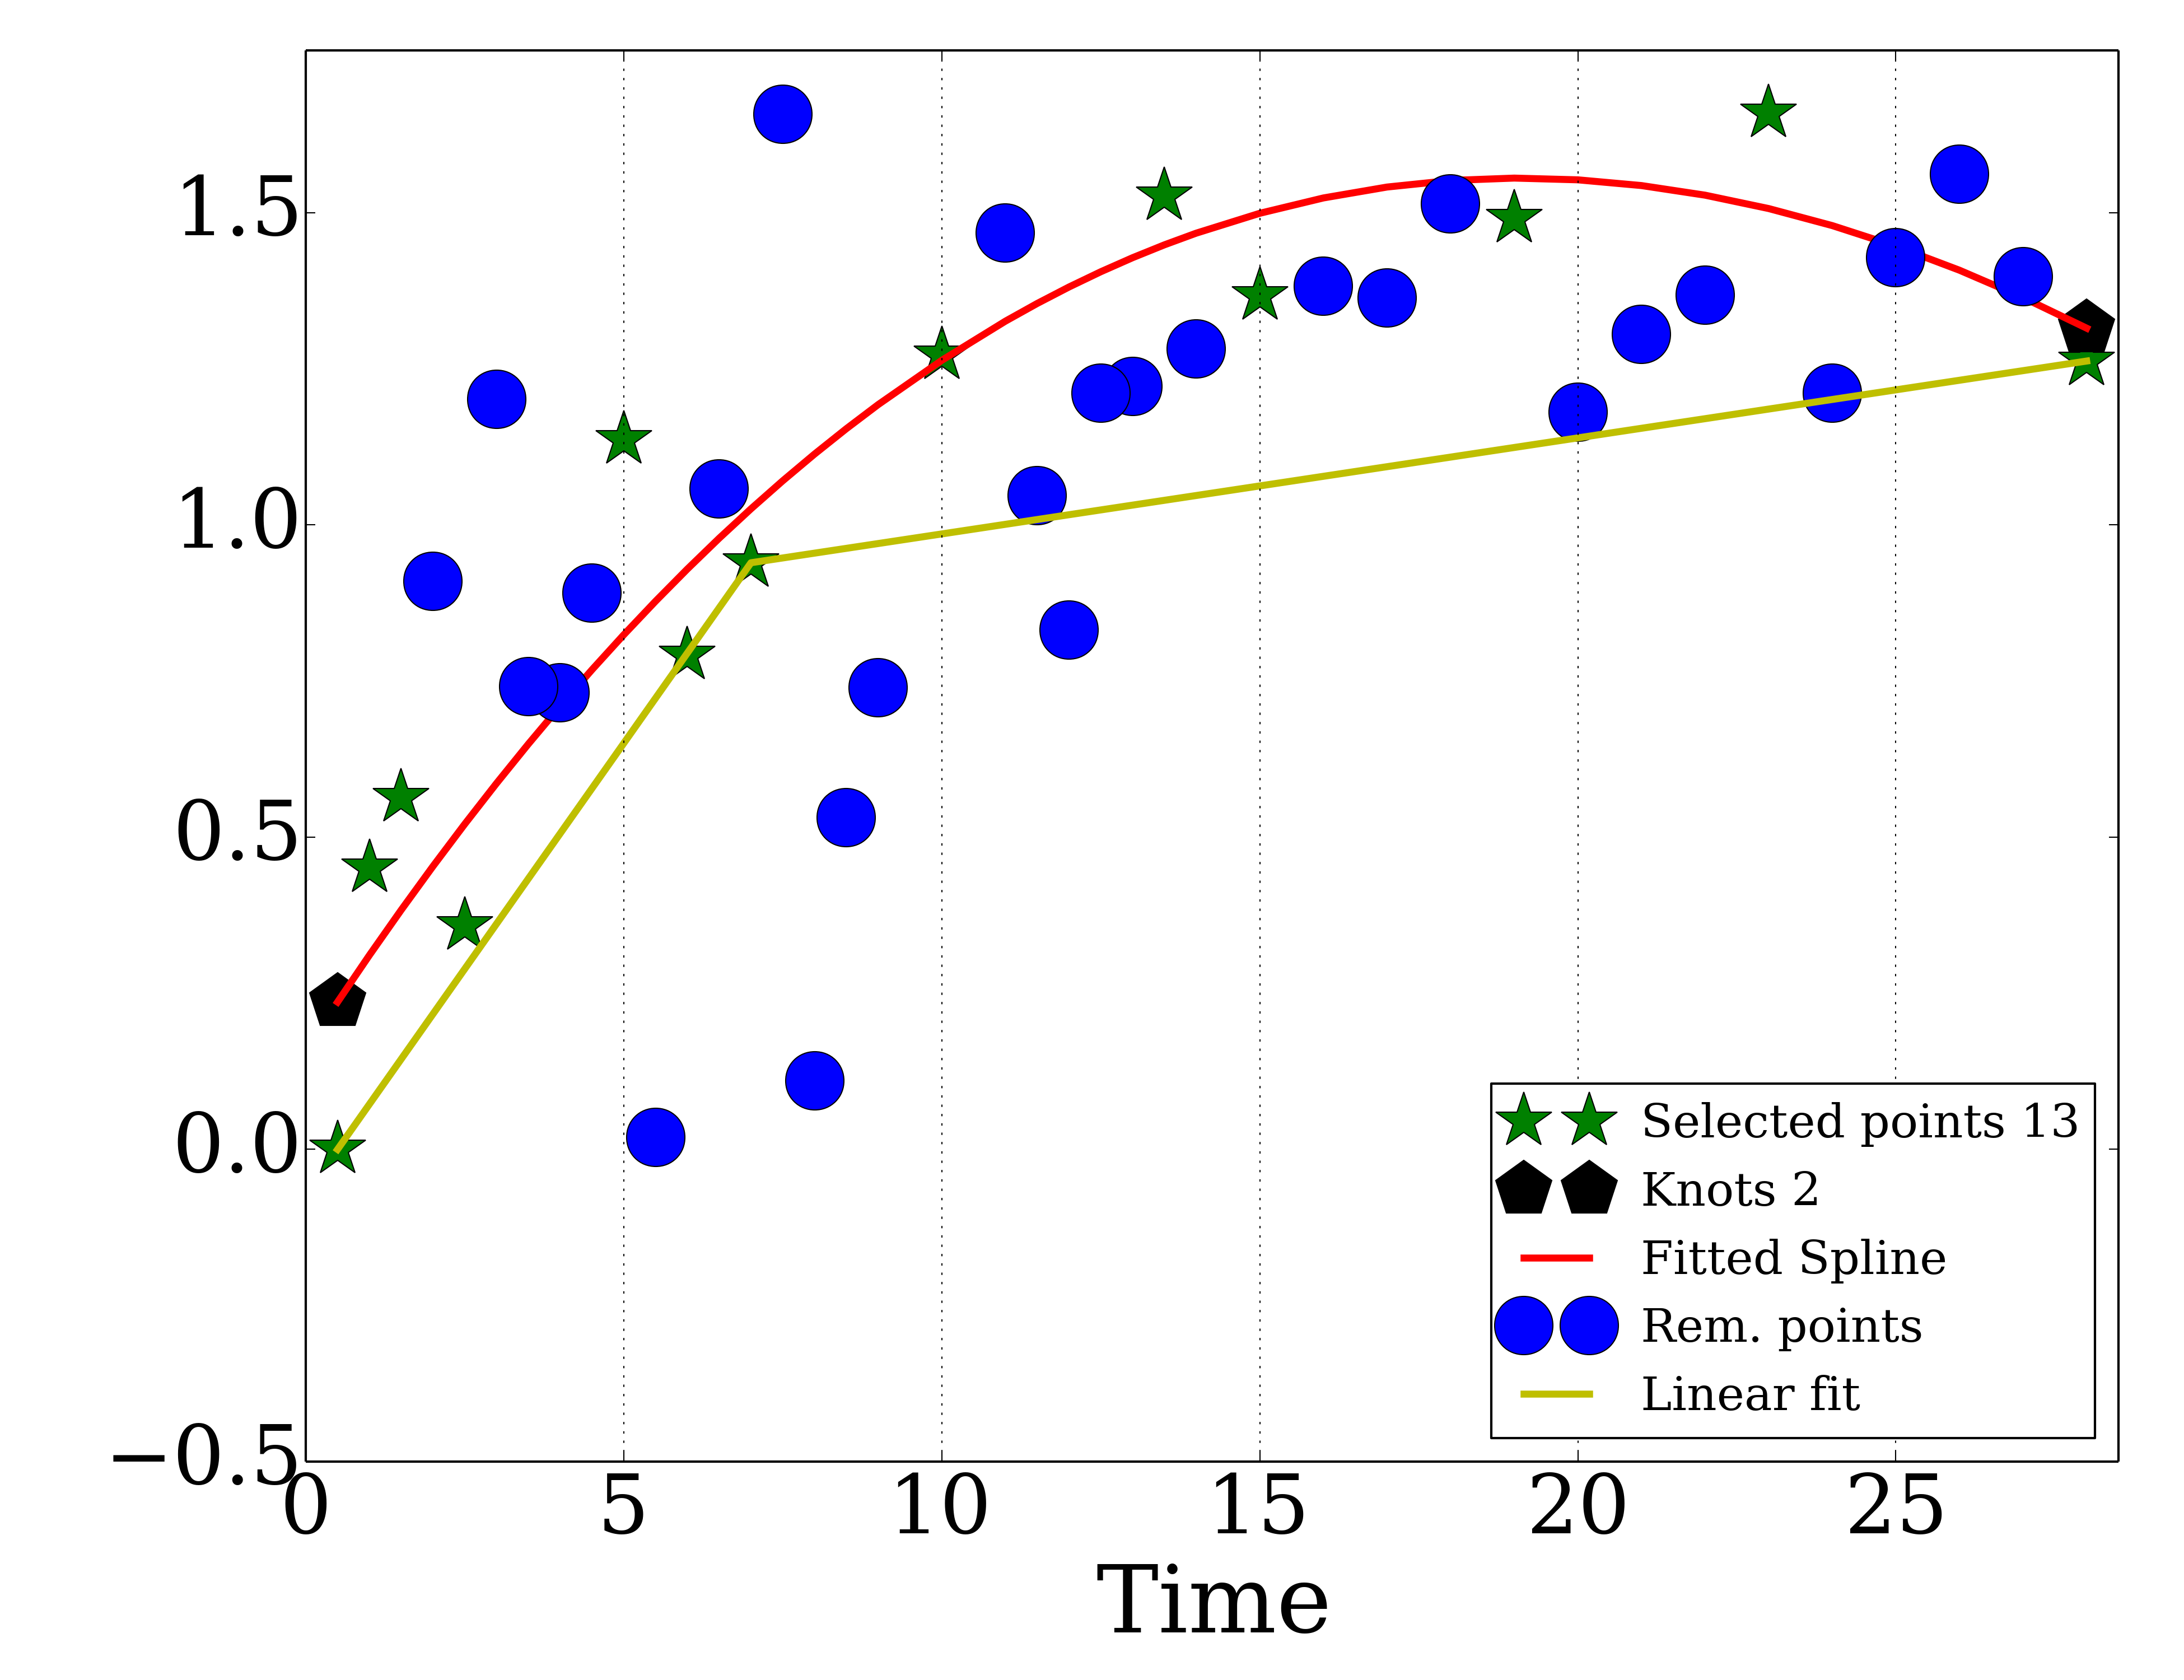 1.5
1.0
0.5
0.0
−0.5
0 5 10 15 20 25
Time
Selected points 13
Knots 2
Fitted Spline
Rem. points
Linear fit